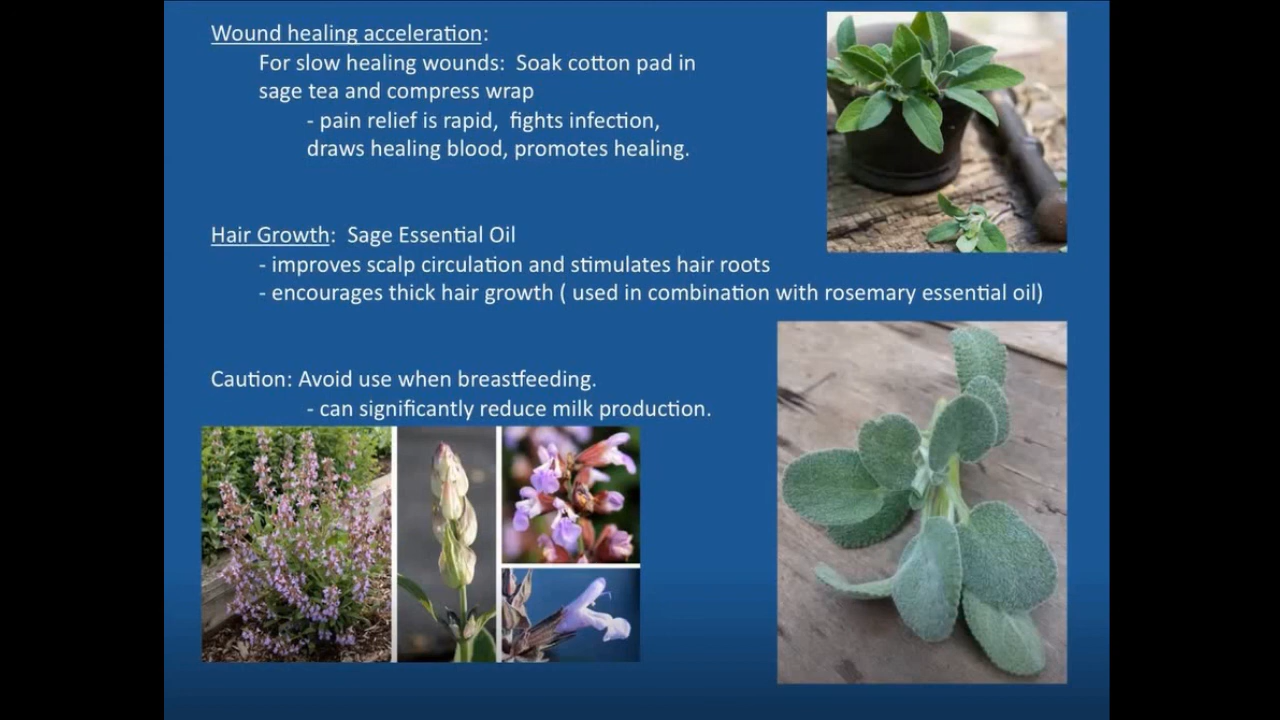 Wound healing acceleration:
For slow healing wounds:  Soak cotton pad in
sage tea and compress wrap
- pain relief is rapid,  fights infection,
draws healing blood, promotes healing.
Hair Growth:  Sage Essential Oil
- improves scalp circulation and stimulates hair roots
- encourages thick hair growth ( used in combination with rosemary essential oil)
Caution: Avoid use when breastfeeding.
- can significantly reduce milk production.